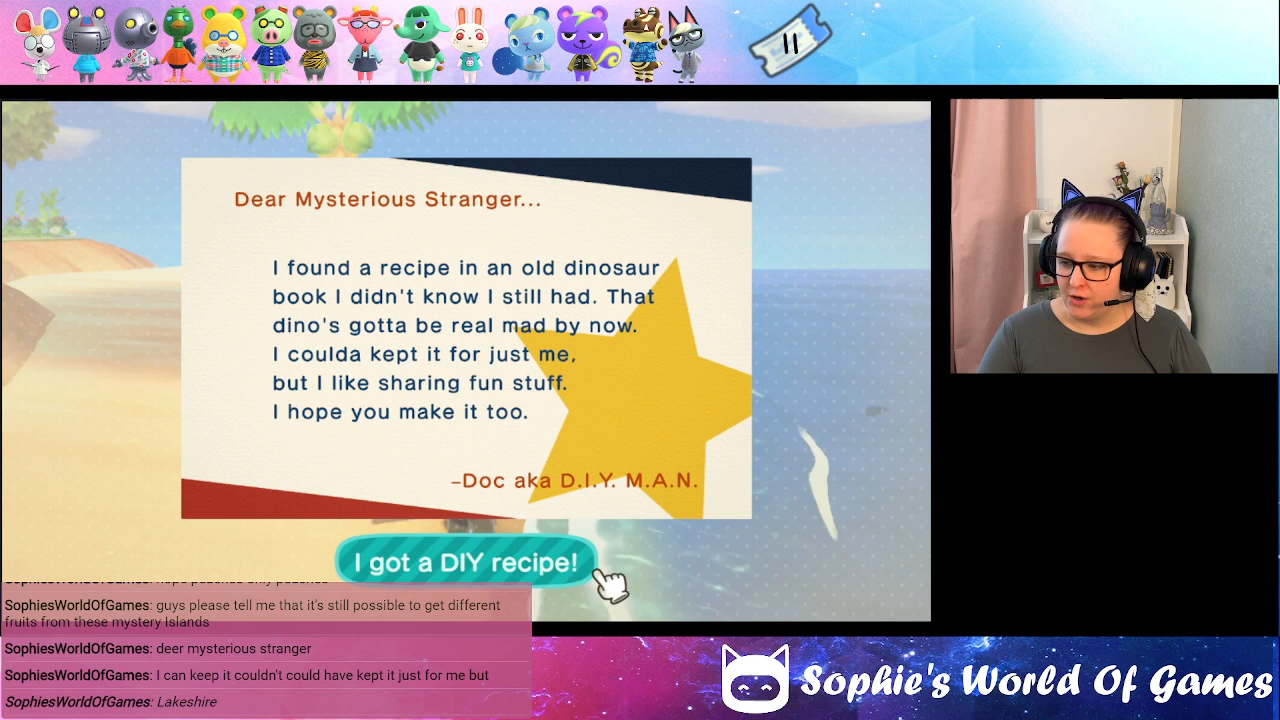 Dear Mysterious Stranger...
I found a recipe in an old dinosaur
book I didn't know I still had. That
dino's gotta be real mad by now.
I coulda kept it for just me,
but I like sharing fun stuff.
I hope you make it too.
–Doc aka D.I.Y. M.A.N.
I got a DIY recipe!
SophiesWorldOfGames: guys please tell me that it's still possible to get different
fruits from these mystery Islands
SophiesWorldOfGames: deer mysterious stranger
SophiesWorldOfGames: I can keep it couldn't could have kept it just for me but
SophiesWorldOfGames: Lakeshire
Sophie's World Of Games